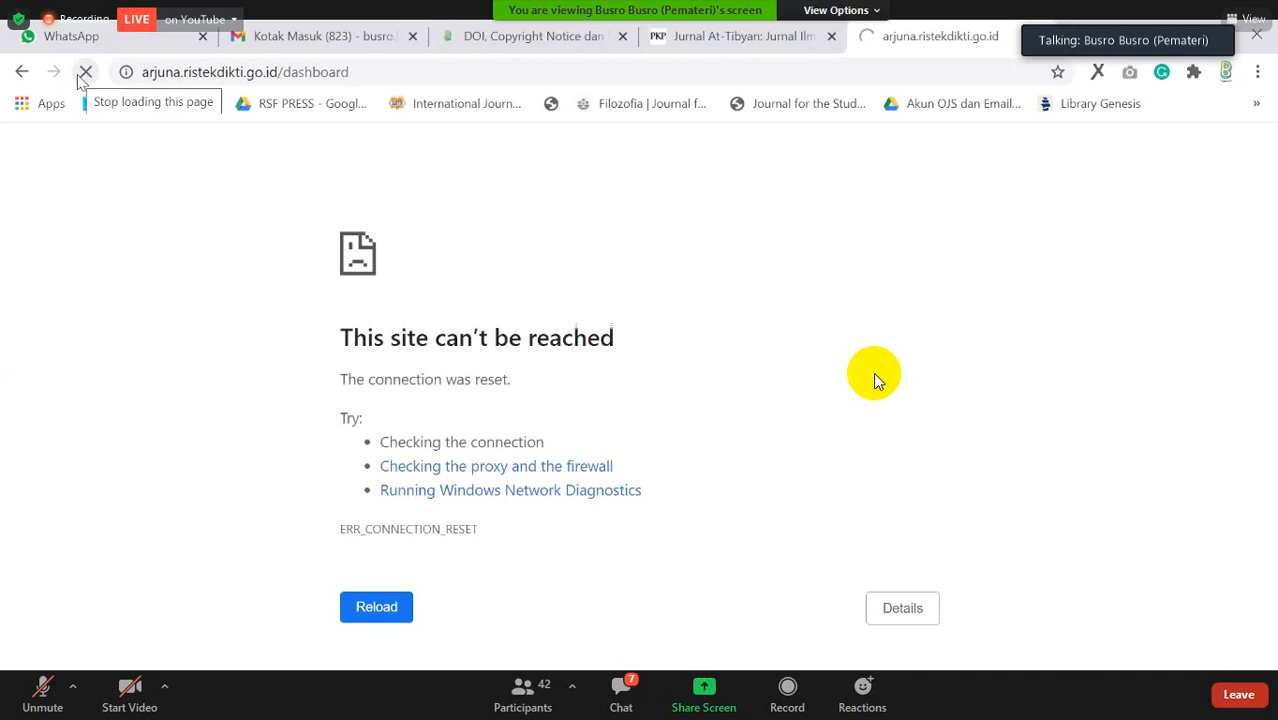 Recording
LIVE
on YouTube
You are viewing Busro Busro (Pemateri)'s screen
View Options
View
WhatsApp
Kotak Masuk (823) - busro.
DOI, Copyright Notice dan
PKP
Jurnal At-Tibyan: Jurnal Ilm
arjuna.ristekdikti.go.id
Talking: Busro Busro (Pemateri)
arjuna.ristekdikti.go.id/dashboard
Stop loading this page
Apps
RSF PRESS - Googl...
International Journ...
Filozofia | Journal f...
Journal for the Stud...
Akun OJS dan Email...
Library Genesis
»
This site can't be reached
The connection was reset.
Try:
• Checking the connection
• Checking the proxy and the firewall
• Running Windows Network Diagnostics
ERR_CONNECTION_RESET
Reload
Details
42
7
Unmute
Start Video
Participants
Chat
Share Screen
Record
Reactions
Leave